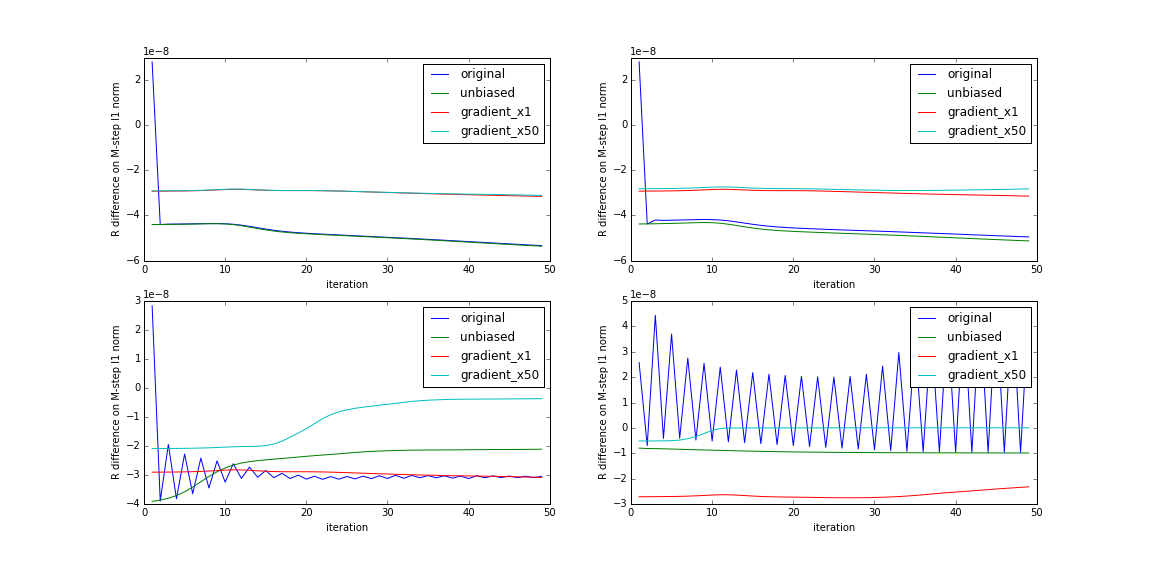 1e−8
R difference on M-step l1 norm
2
0
−2
−4
−6
0 10 20 30 40 50
iteration
original
unbiased
gradient_x1
gradient_x50
1e−8
R difference on M-step l1 norm
2
0
−2
−4
−6
0 10 20 30 40 50
iteration
original
unbiased
gradient_x1
gradient_x50
1e−8
R difference on M-step l1 norm
3
2
1
0
−1
−2
−3
−4
0 10 20 30 40 50
iteration
original
unbiased
gradient_x1
gradient_x50
1e−8
R difference on M-step l1 norm
5
4
3
2
1
0
−1
−2
−3
0 10 20 30 40 50
iteration
original
unbiased
gradient_x1
gradient_x50